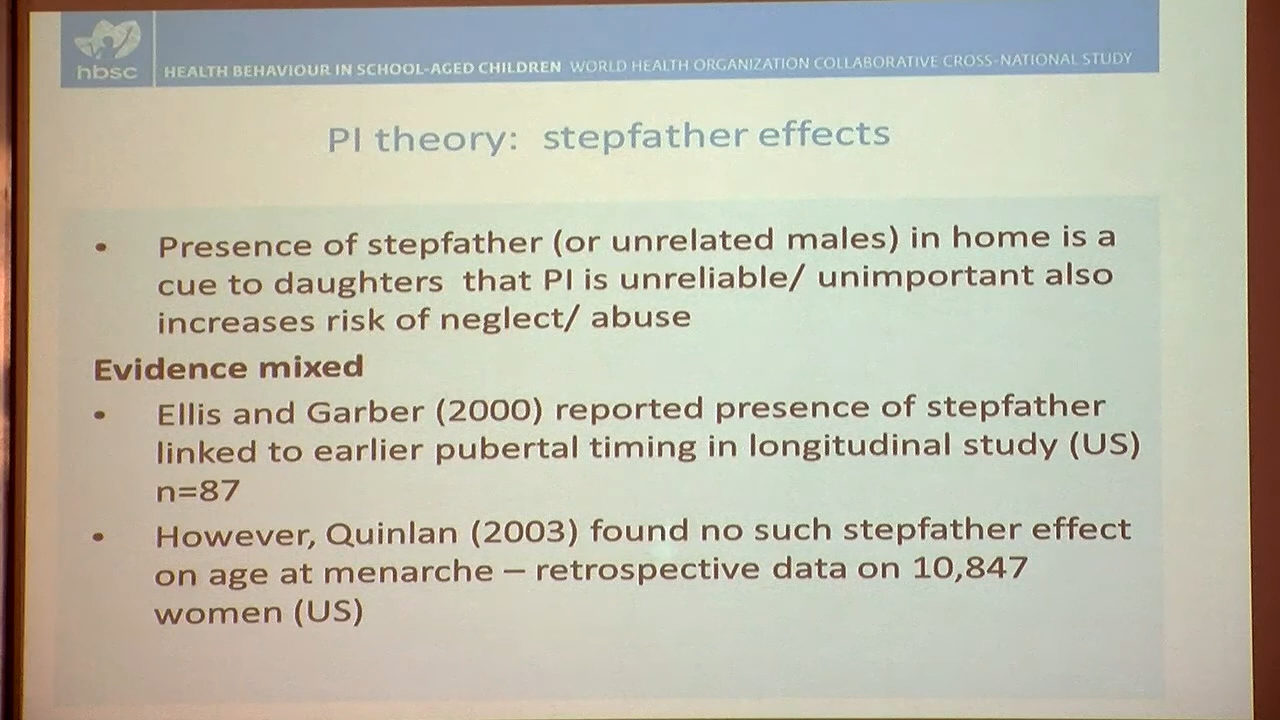 hbsc
HEALTH BEHAVIOUR IN SCHOOL-AGED CHILDREN WORLD HEALTH ORGANIZATION COLLABORATIVE CROSS-NATIONAL STUDY
PI theory: stepfather effects
• Presence of stepfather (or unrelated males) in home is a
cue to daughters that PI is unreliable/ unimportant also
increases risk of neglect/ abuse
Evidence mixed
• Ellis and Garber (2000) reported presence of stepfather
linked to earlier pubertal timing in longitudinal study (US)
n=87
• However, Quinlan (2003) found no such stepfather effect
on age at menarche – retrospective data on 10,847
women (US)